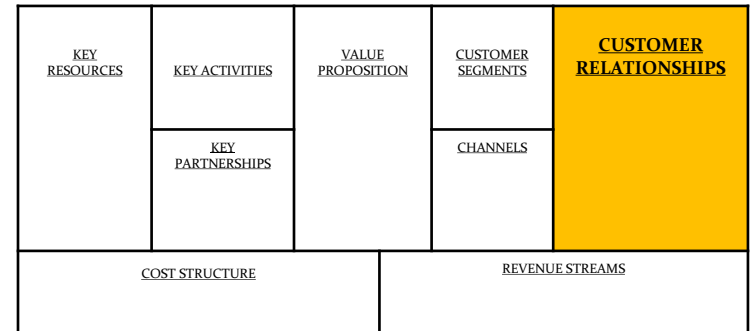 KEY
RESOURCES
KEY ACTIVITIES
KEY
PARTNERSHIPS
VALUE
PROPOSITION
CUSTOMER
SEGMENTS
CHANNELS
CUSTOMER
RELATIONSHIPS
COST STRUCTURE
REVENUE STREAMS